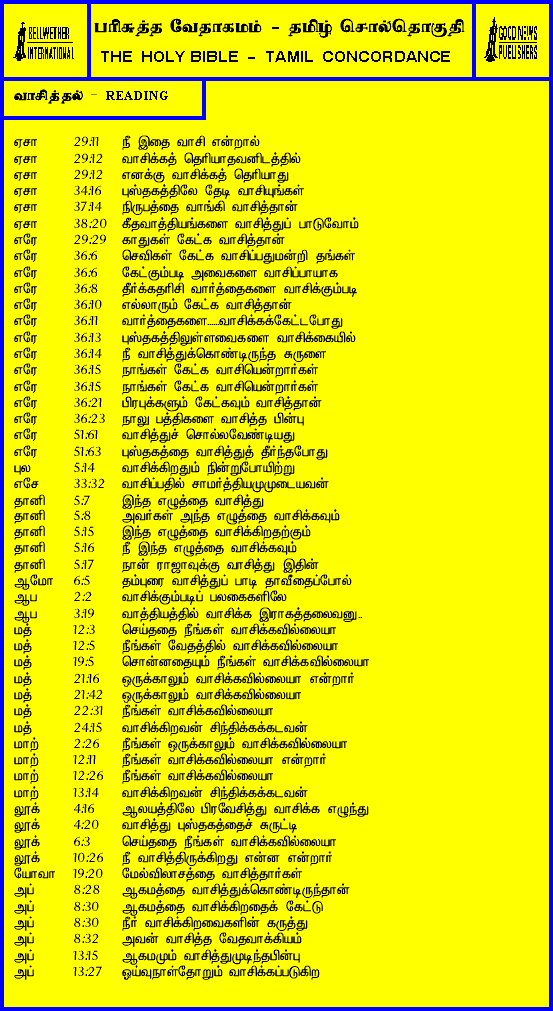 BELLWETHER
INTERNATIONAL
பரிசுத்த வேதாகமம் - தமிழ் சொல்தொகுதி
THE HOLY BIBLE - TAMIL CONCORDANCE
GOOD NEWS
PUBLISHERS
வாசித்தல் - READING
ஏசா 29:11 நீ இதை வாசி என்றால்
ஏசா 29:12 வாசிக்கத் தெரியாதவனிடத்தில்
ஏசா 29:12 எனக்கு வாசிக்கத் தெரியாது
ஏசா 34:16 புஸ்தகத்திலே தேடி வாசியுங்கள்
ஏசா 37:14 நிருபத்தை வாங்கி வாசித்தான்
ஏசா 38:20 கீதவாத்தியங்களை வாசித்துப் பாடுவோம்
எரே 29:29 காதுகள் கேட்க வாசித்தான்
எரே 36:6 செவிகள் கேட்க வாசிப்பதுமன்றி தங்கள்
எரே 36:6 கேட்கும்படி அவைகளை வாசிப்பாயாக
எரே 36:8 தீர்க்கதரிசி வார்த்தைகளை வாசிக்கும்படி
எரே 36:10 எல்லாரும் கேட்க வாசித்தான்
எரே 36:11 வார்த்தைகளை.....வாசிக்கக்கேட்டபோது
எரே 36:13 புஸ்தகத்திலுள்ளவைகளை வாசிக்கையில்
எரே 36:14 நீ வாசித்துக்கொண்டிருந்த சுருளை
எரே 36:15 நாங்கள் கேட்க வாசியென்றார்கள்
எரே 36:15 நாங்கள் கேட்க வாசியென்றார்கள்
எரே 36:21 பிரபுக்களும் கேட்கவும் வாசித்தான்
எரே 36:23 நாலு பத்திகளை வாசித்த பின்பு
எரே 51:61 வாசித்துச் சொல்லவேண்டியது
எரே 51:63 புஸ்தகத்தை வாசித்துத் தீர்ந்தபோது
புல 5:14 வாசிக்கிறதும் நின்றுபோயிற்று
எசே 33:32 வாசிப்பதில் சாமர்த்தியமுமுடையவன்
தானி 5:7 இந்த எழுத்தை வாசித்து
தானி 5:8 அவர்கள் அந்த எழுத்தை வாசிக்கவும்
தானி 5:15 இந்த எழுத்தை வாசிக்கிறதற்கும்
தானி 5:16 நீ இந்த எழுத்தை வாசிக்கவும்
தானி 5:17 நான் ராஜாவுக்கு வாசித்து இதின்
ஆமோ 6:5 தம்புரை வாசித்துப் பாடி தாவீதைப்போல்
ஆப 2:2 வாசிக்கும்படிப் பலகைகளிலே
ஆப 3:19 வாத்தியத்தில் வாசிக்க இராகத்தலைவனு..
மத் 12:3 செய்ததை நீங்கள் வாசிக்கவில்லையா
மத் 12:5 நீங்கள் வேதத்தில் வாசிக்கவில்லையா
மத் 19:5 சொன்னதையும் நீங்கள் வாசிக்கவில்லையா
மத் 21:16 ஒருக்காலும் வாசிக்கவில்லையா என்றார்
மத் 21:42 ஒருக்காலும் வாசிக்கவில்லையா
மத் 22:31 நீங்கள் வாசிக்கவில்லையா
மத் 24:15 வாசிக்கிறவன் சிந்திக்கக்கடவன்
மாற் 2:26 நீங்கள் ஒருக்காலும் வாசிக்கவில்லையா
மாற் 12:11 நீங்கள் வாசிக்கவில்லையா என்றார்
மாற் 12:26 நீங்கள் வாசிக்கவில்லையா
மாற் 13:14 வாசிக்கிறவன் சிந்திக்கக்கடவன்
லூக் 4:16 ஆலயத்திலே பிரவேசித்து வாசிக்க எழுந்து
லூக் 4:20 வாசித்து புஸ்தகத்தைச் சுருட்டி
லூக் 6:3 செய்ததை நீங்கள் வாசிக்கவில்லையா
லூக் 10:26 நீ வாசித்திருக்கிறது என்ன என்றார்
யோவா 19:20 மேல்விலாசத்தை வாசித்தார்கள்
அப் 8:28 ஆகமத்தை வாசித்துக்கொண்டிருந்தான்
அப் 8:30 ஆகமத்தை வாசிக்கிறதைக் கேட்டு
அப் 8:30 நீர் வாசிக்கிறவைகளின் கருத்து
அப் 8:32 அவன் வாசித்த வேதவாக்கியம்
அப் 13:15 ஆகமமும் வாசித்துமுடிந்தபின்பு
அப் 13:27 ஓய்வுநாள்தோறும் வாசிக்கப்படுகிற